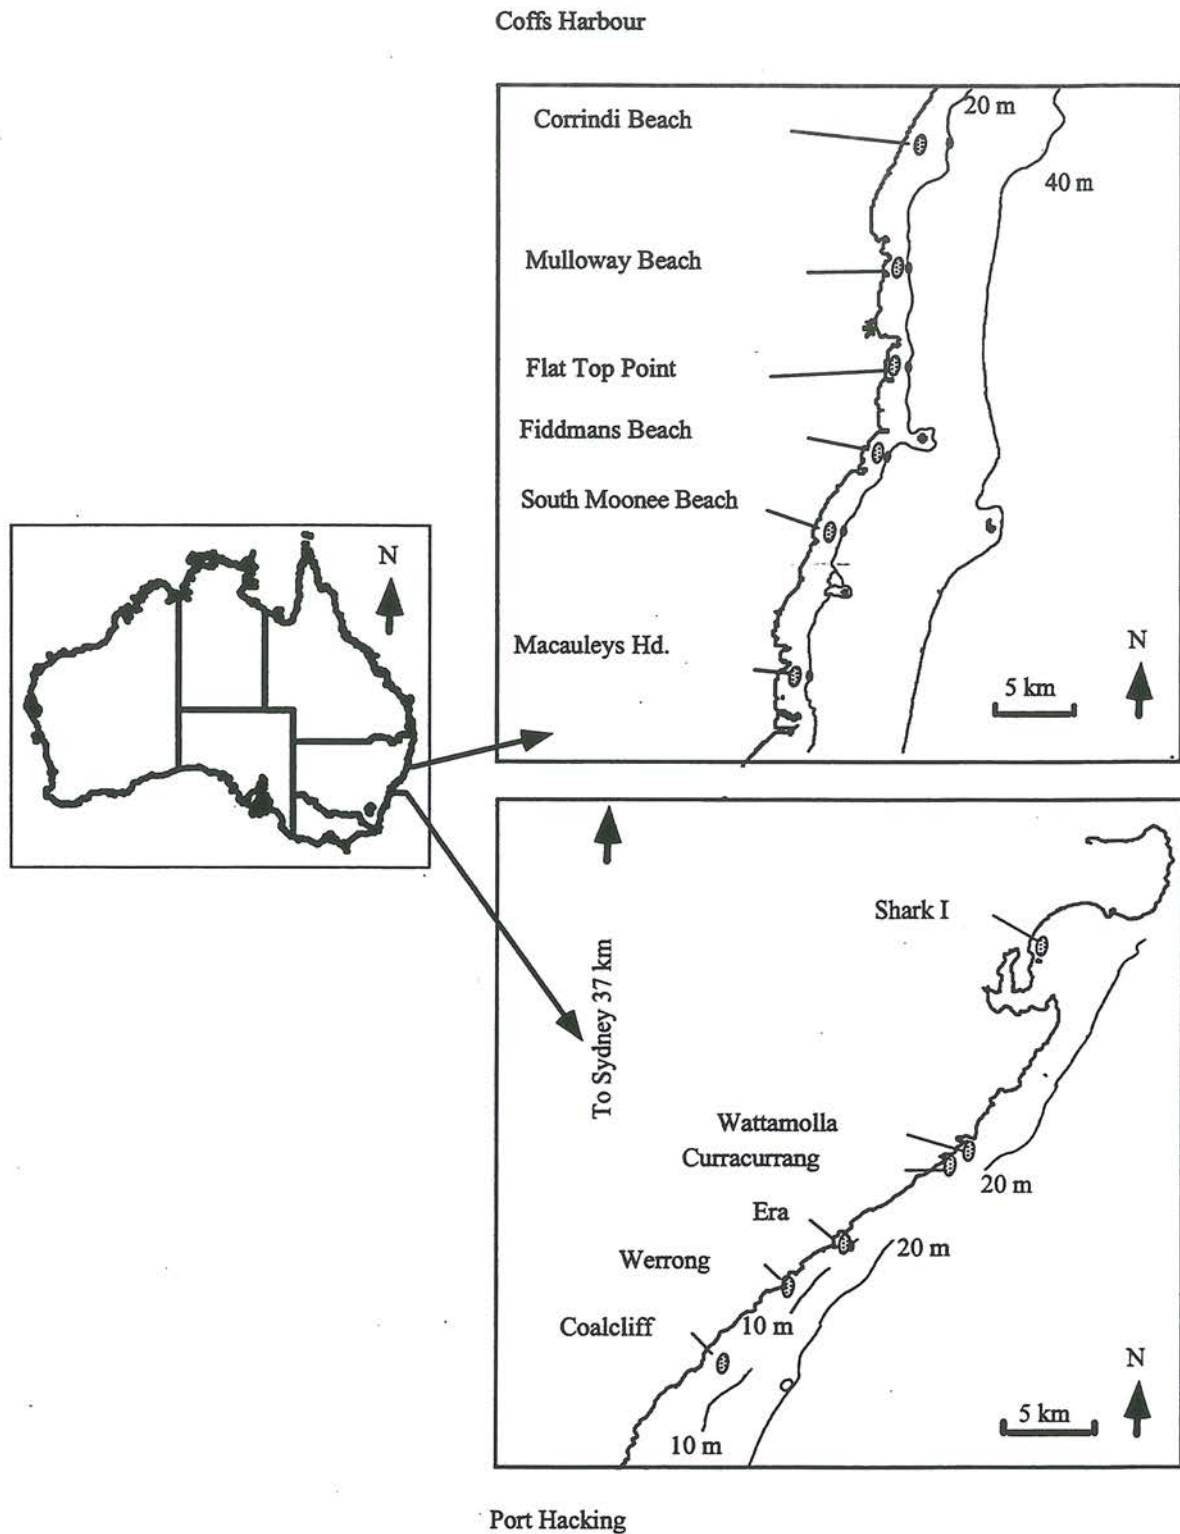 Coffs Harbour
20 m
Corrindi Beach
40 m
Mulloway Beach
Flat Top Point
Fiddmans Beach
South Moonee Beach
N
Macauleys Hd.
N
5 km
Shark I
To Sydney 37 km
Wattamolla
Curracurrang
20 m
Era
20 m
Werrong
10 m
Coalcliff
N
5 km
10 m
Port Hacking